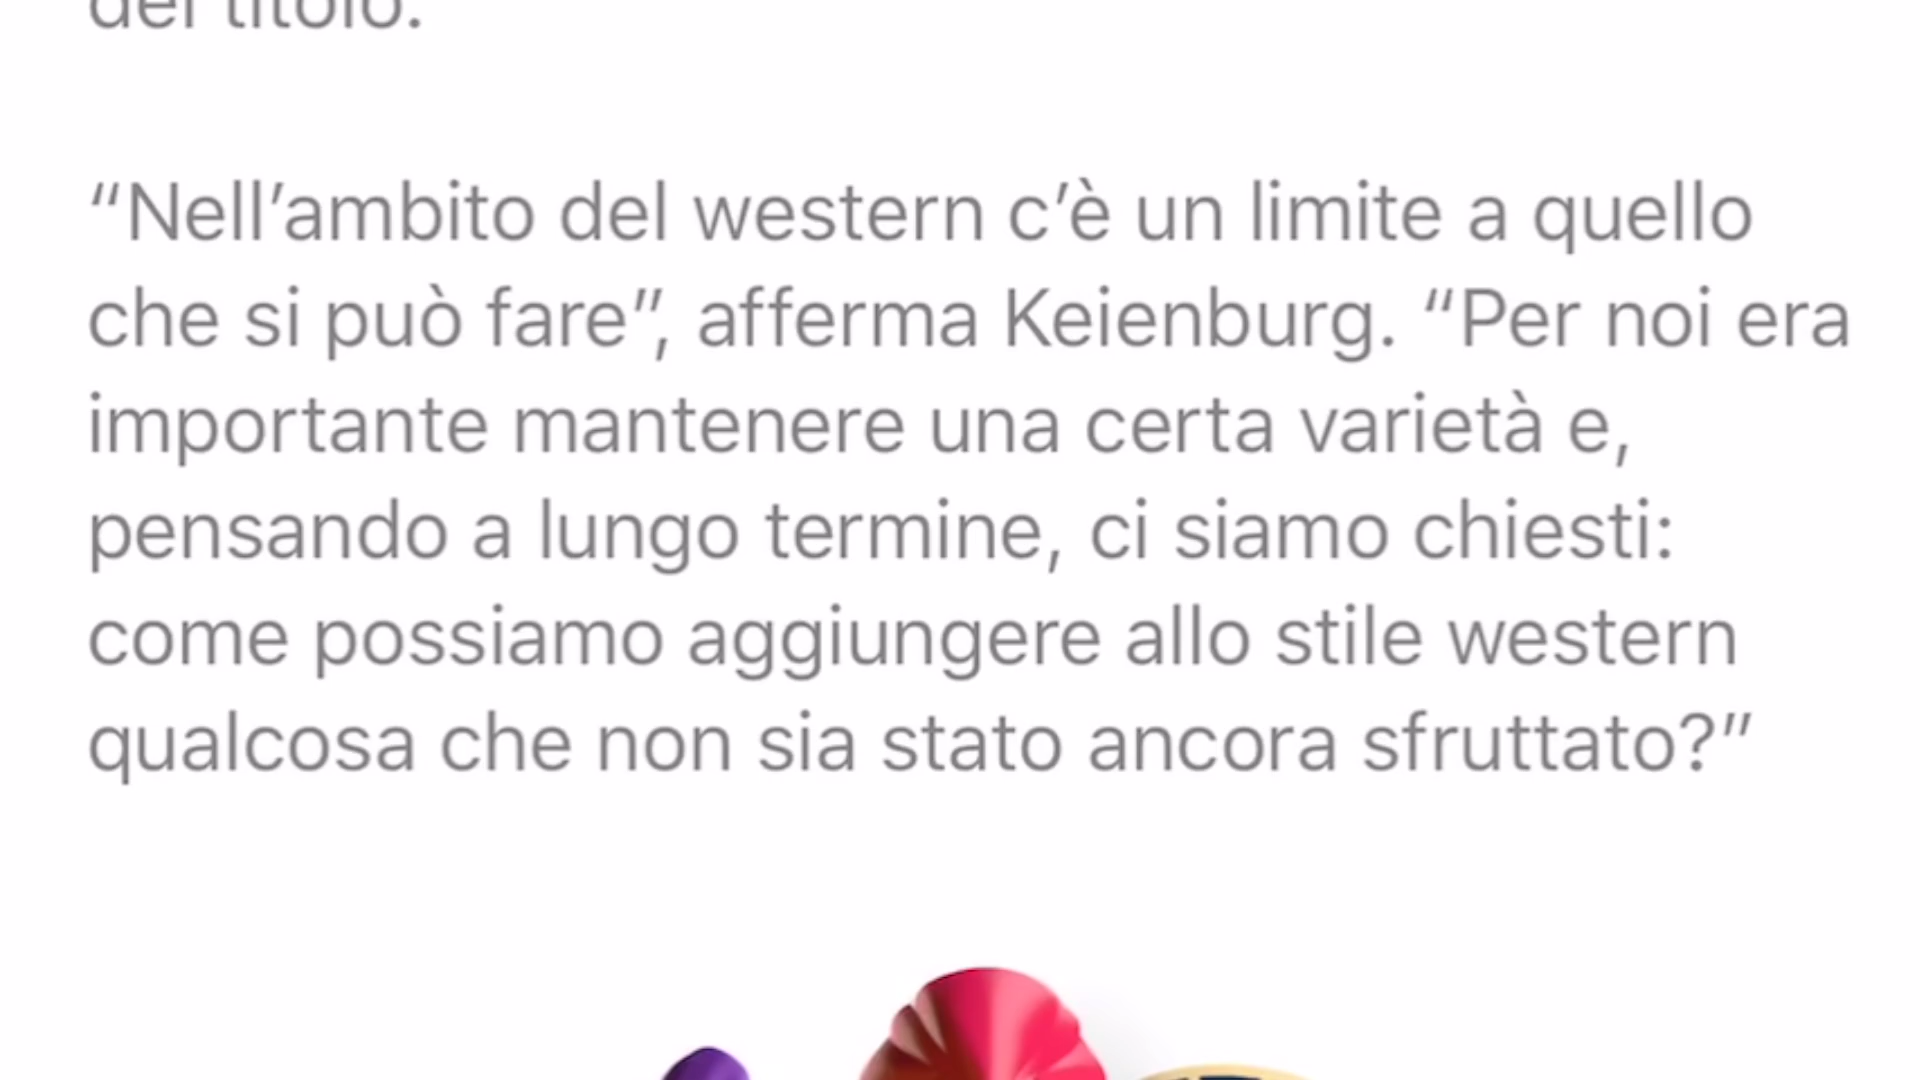 del titolo.
“Nell’ambito del western c’è un limite a quello
che si può fare”, afferma Keienburg. “Per noi era
importante mantenere una certa varietà e,
pensando a lungo termine, ci siamo chiesti:
come possiamo aggiungere allo stile western
qualcosa che non sia stato ancora sfruttato?”